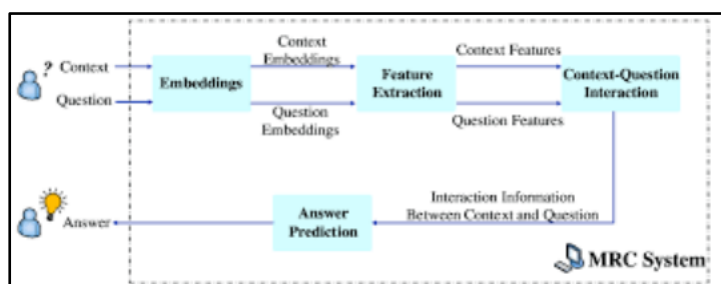 Context
Embeddings
Context Features
? Context
Embeddings
Feature
Extraction
Context-Question
Interaction
Question
Question
Embeddings
Question Features
Answer
Answer
Prediction
Interaction Information
Between Context and Question
MRC System